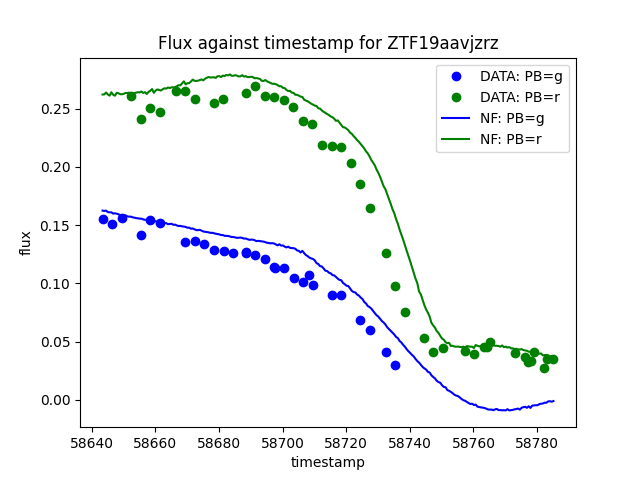 Flux against timestamp for ZTF19aavjzrz
DATA: PB=g
DATA: PB=r
NF: PB=g
NF: PB=r
0.25
0.20
0.15
0.10
0.05
0.00
flux
58640 58660 58680 58700 58720 58740 58760 58780
timestamp